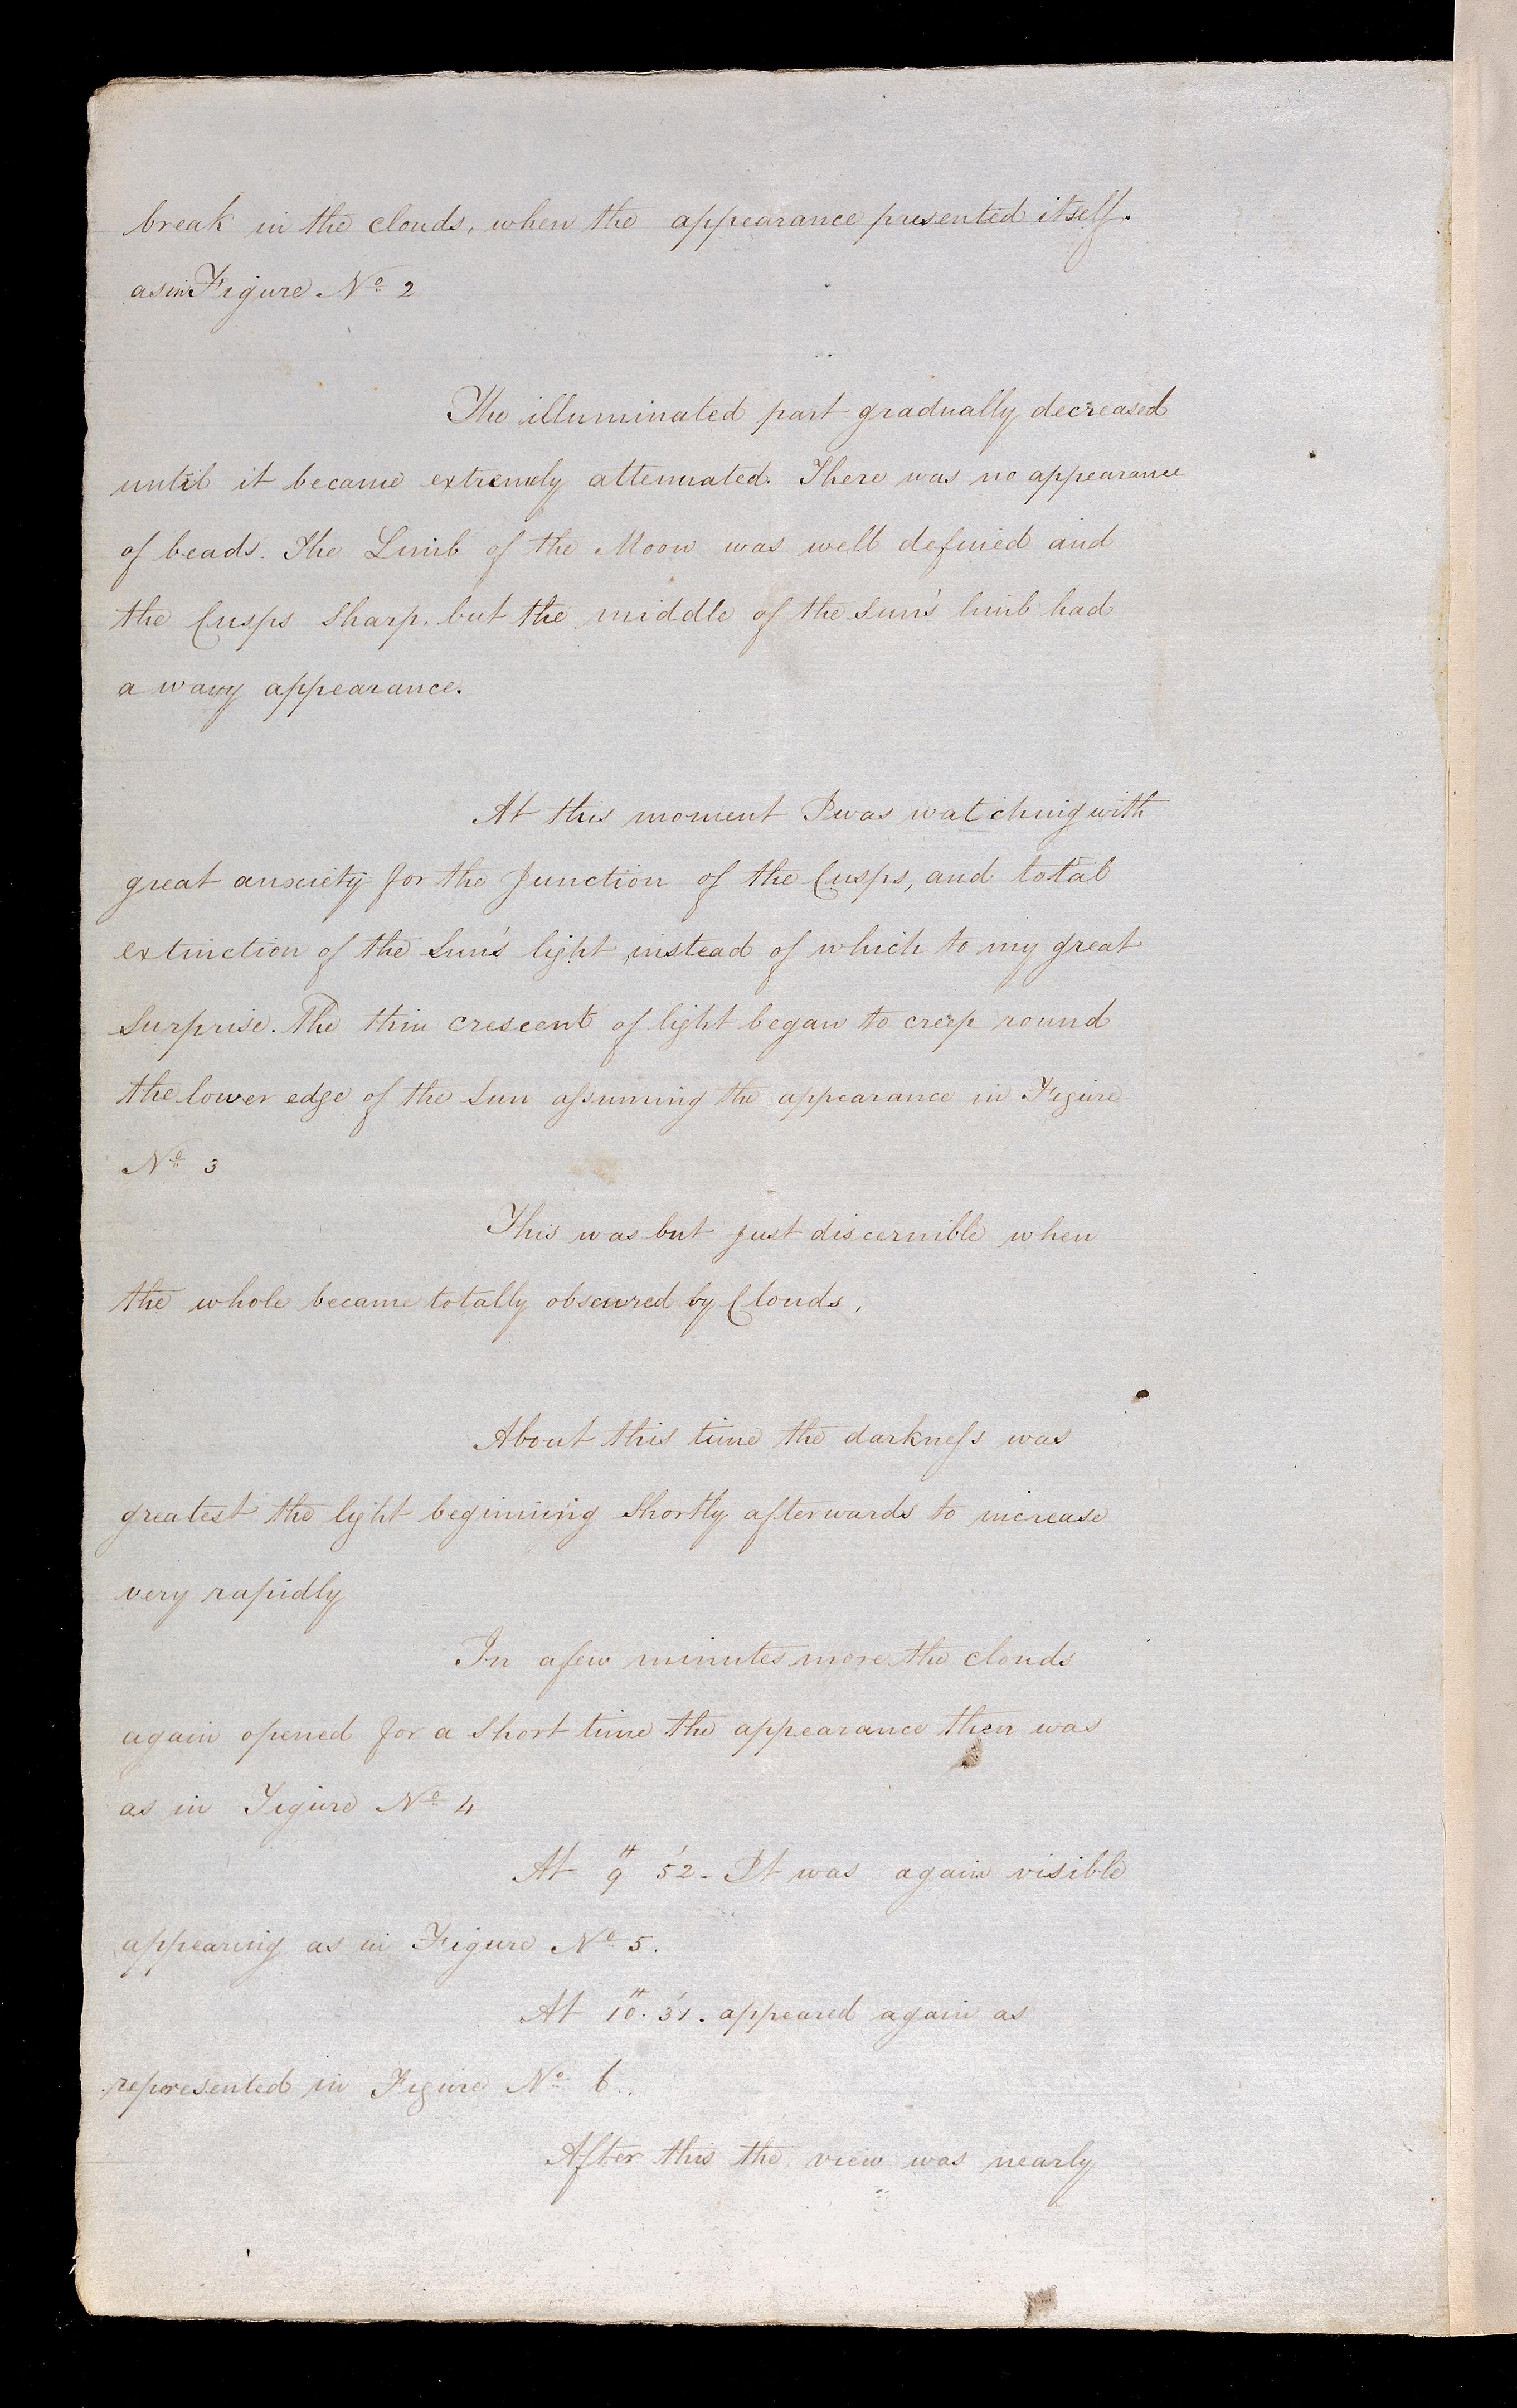 break in the clouds, when the appearance presented itself.
as in Figure Nº 2
The illuminated part gradually decreased
until it became extremely attenuated. There was no appearance
of beads. The Limb of the Moon was well defined and
the Cusps Sharp, but the middle of the Sun's limb had
a wavy appearance.
At this moment I was watching with
great anxiety for the Junction of the Cusps, and total
extinction of the Sun's light instead of which to my great
Surprise. The thin crescent of light began to creep round
the lower edge of the Sun aſsuming the appearance in Figure
Nº 3
This was but just discernible when
the whole became totally obscured by Clouds,
About this time the darkneſs was
greatest the light beginning Shortly afterwards to increase
very rapidly
In a few minutes more the clouds
again opened for a Short time the appearance then was
as in Figure Nº 4
At 9ᴴ 52' - It was again visible
appearing as in Figure Nº 5.
At 10ᴴ. 31'. appeared again as
represented in Figure Nº 6.
After this the view was nearly